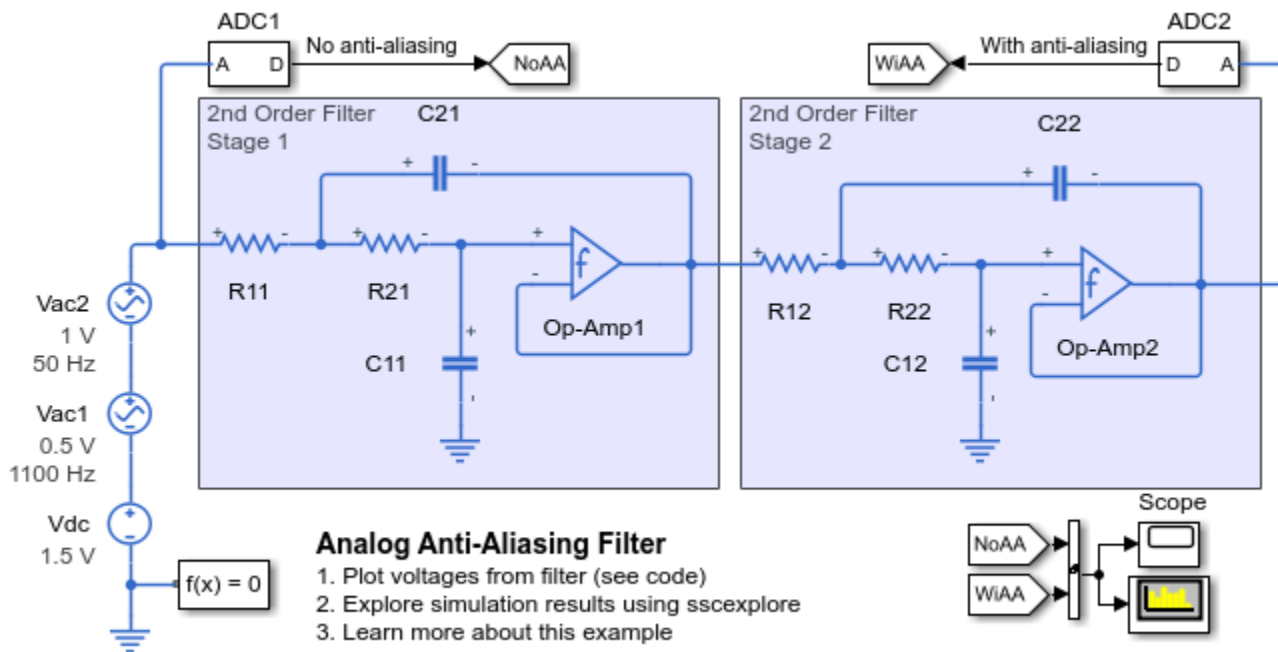 ADC1
ADC2
A D
No anti-aliasing
NoAA
WiAA
With anti-aliasing
D A
2nd Order Filter
Stage 1
C21
+ -
2nd Order Filter
Stage 2
C22
+ -
+ -
+ -
+
-
f
R11
R21
+
C11
Op-Amp1
+ -
+ -
+
-
f
R12
R22
+
C12
Op-Amp2
+
Vac2
1 V
50 Hz
+
Vac1
0.5 V
1100 Hz
+
Vdc
1.5 V
f(x) = 0
Analog Anti-Aliasing Filter
1. Plot voltages from filter (see code)
2. Explore simulation results using sscexplore
3. Learn more about this example
Scope
NoAA
WiAA